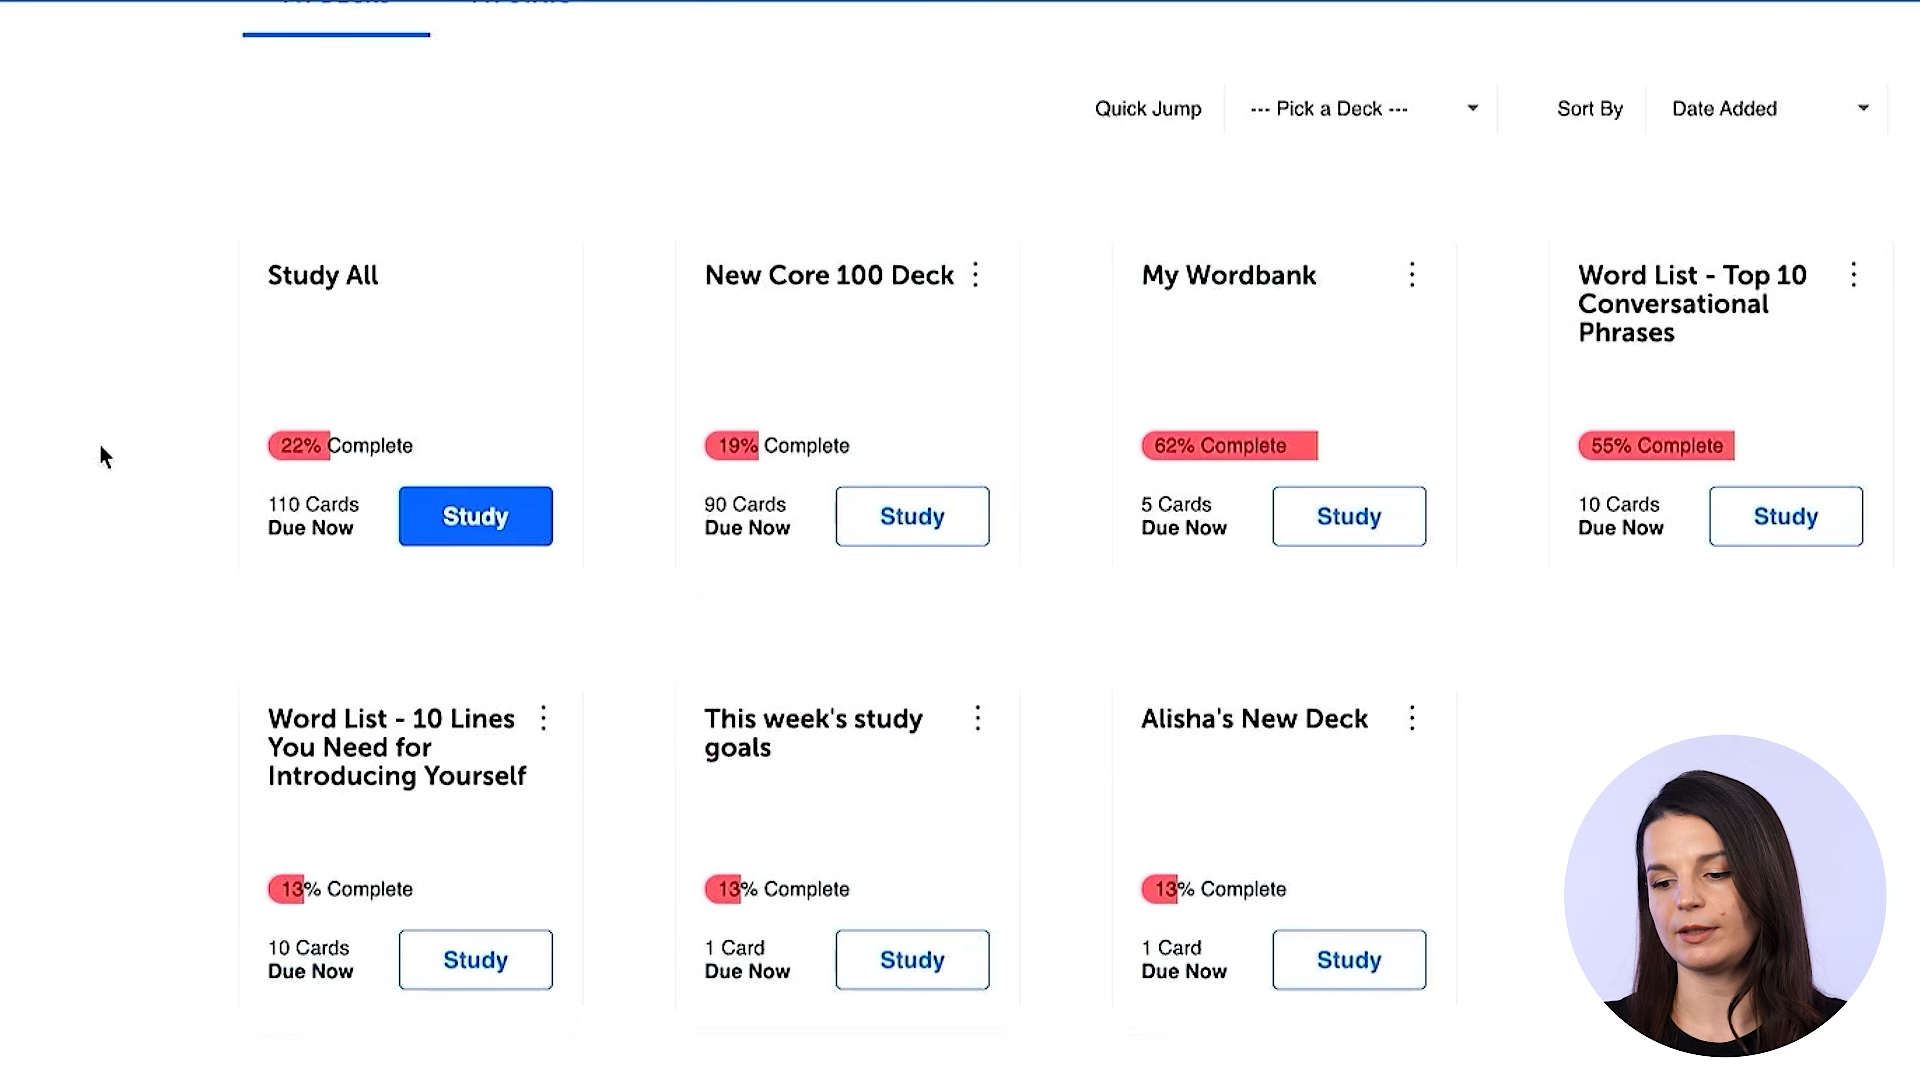 Quick Jump
--- Pick a Deck ---
Sort By
Date Added
Study All
22% Complete
110 Cards
Due Now
Study
New Core 100 Deck
19% Complete
90 Cards
Due Now
Study
My Wordbank
62% Complete
5 Cards
Due Now
Study
Word List - Top 10
Conversational
Phrases
55% Complete
10 Cards
Due Now
Study
Word List - 10 Lines
You Need for
Introducing Yourself
13% Complete
10 Cards
Due Now
Study
This week's study
goals
13% Complete
1 Card
Due Now
Study
Alisha's New Deck
13% Complete
1 Card
Due Now
Study